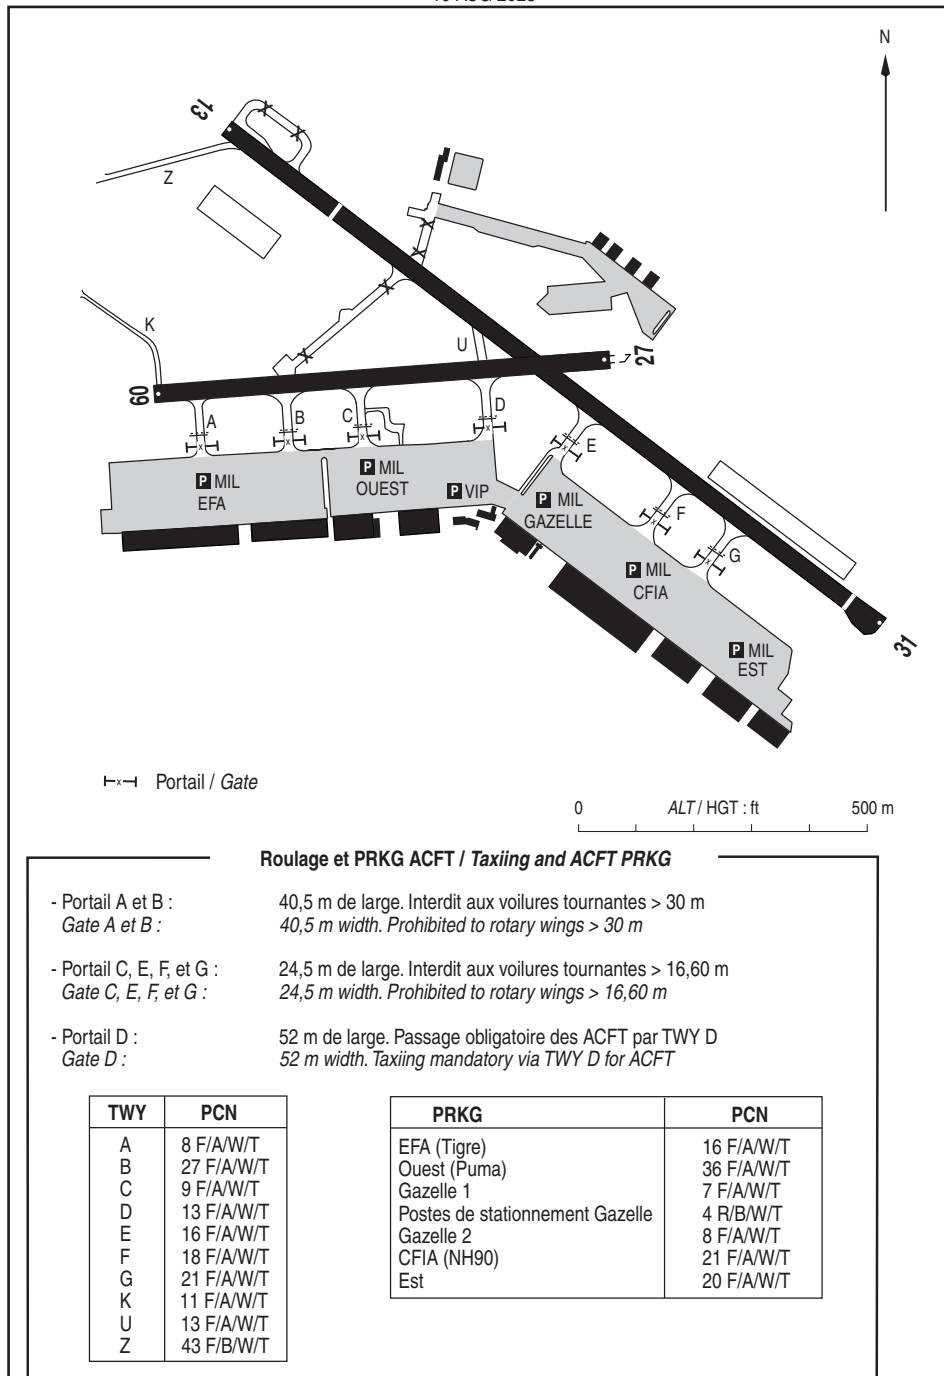 N
13
Z
K
U
27
09
A
B
C
D
E
F
G
P MIL
EFA
P MIL
OUEST
P VIP
P MIL
GAZELLE
P MIL
CFIA
P MIL
EST
31
Portail / Gate
0 ALT / HGT : ft 500 m
Roulage et PRKG ACFT / Taxiing and ACFT PRKG
- Portail A et B : 40,5 m de large. Interdit aux voilures tournantes > 30 m
Gate A et B : 40,5 m width. Prohibited to rotary wings > 30 m
- Portail C, E, F, et G : 24,5 m de large. Interdit aux voilures tournantes > 16,60 m
Gate C, E, F, et G : 24,5 m width. Prohibited to rotary wings > 16,60 m
- Portail D : 52 m de large. Passage obligatoire des ACFT par TWY D
Gate D : 52 m width. Taxiing mandatory via TWY D for ACFT
TWY PCN
A 8 F/A/W/T
B 27 F/A/W/T
C 9 F/A/W/T
D 13 F/A/W/T
E 16 F/A/W/T
F 18 F/A/W/T
G 21 F/A/W/T
K 11 F/A/W/T
U 13 F/A/W/T
Z 43 F/B/W/T
PRKG PCN
EFA (Tigre) 16 F/A/W/T
Ouest (Puma) 36 F/A/W/T
Gazelle 1 7 F/A/W/T
Postes de stationnement Gazelle 4 R/B/W/T
Gazelle 2 8 F/A/W/T
CFIA (NH90) 21 F/A/W/T
Est 20 F/A/W/T